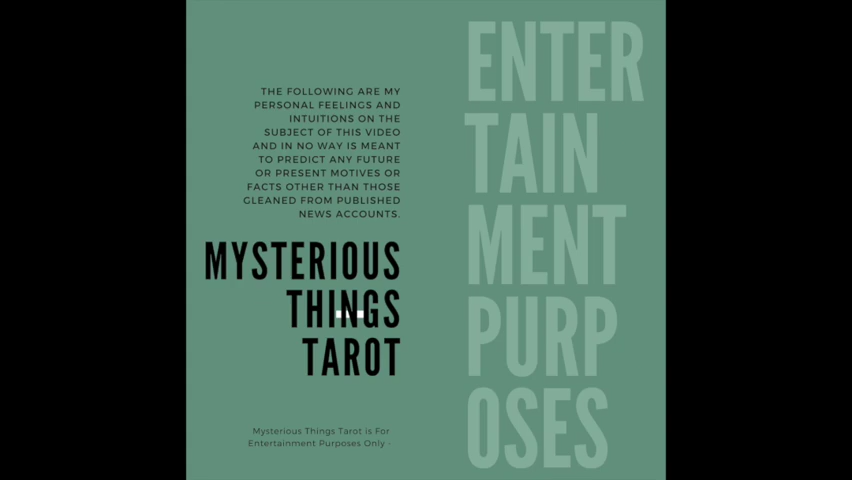 THE FOLLOWING ARE MY
PERSONAL FEELINGS AND
INTUITIONS ON THE
SUBJECT OF THIS VIDEO
AND IN NO WAY IS MEANT
TO PREDICT ANY FUTURE
OR PRESENT MOTIVES OR
FACTS OTHER THAN THOSE
GLEANED FROM PUBLISHED
NEWS ACCOUNTS.
MYSTERIOUS
THINGS
TAROT
Mysterious Things Tarot is For
Entertainment Purposes Only -
ENTER
TAIN
MENT
PURP
OSES